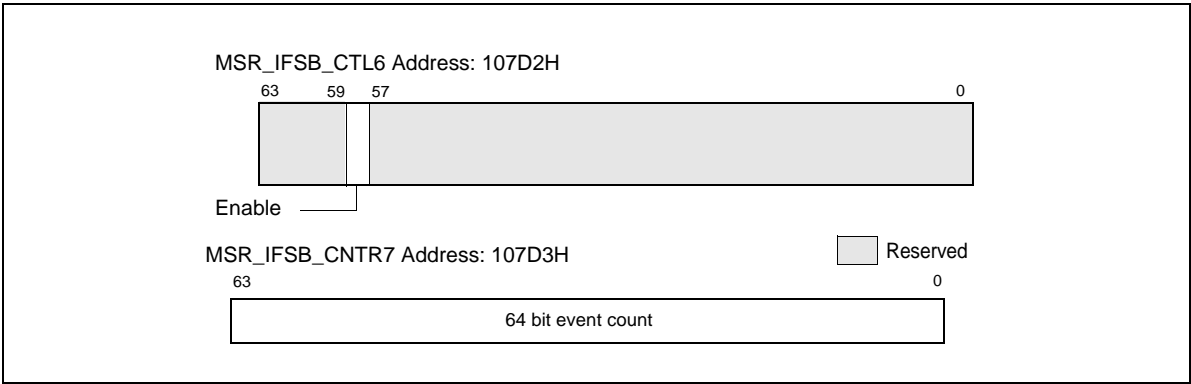 MSR_IFSB_CTL6 Address: 107D2H
63 59 57 0
Enable
MSR_IFSB_CNTR7 Address: 107D3H
Reserved
63 0
64 bit event count